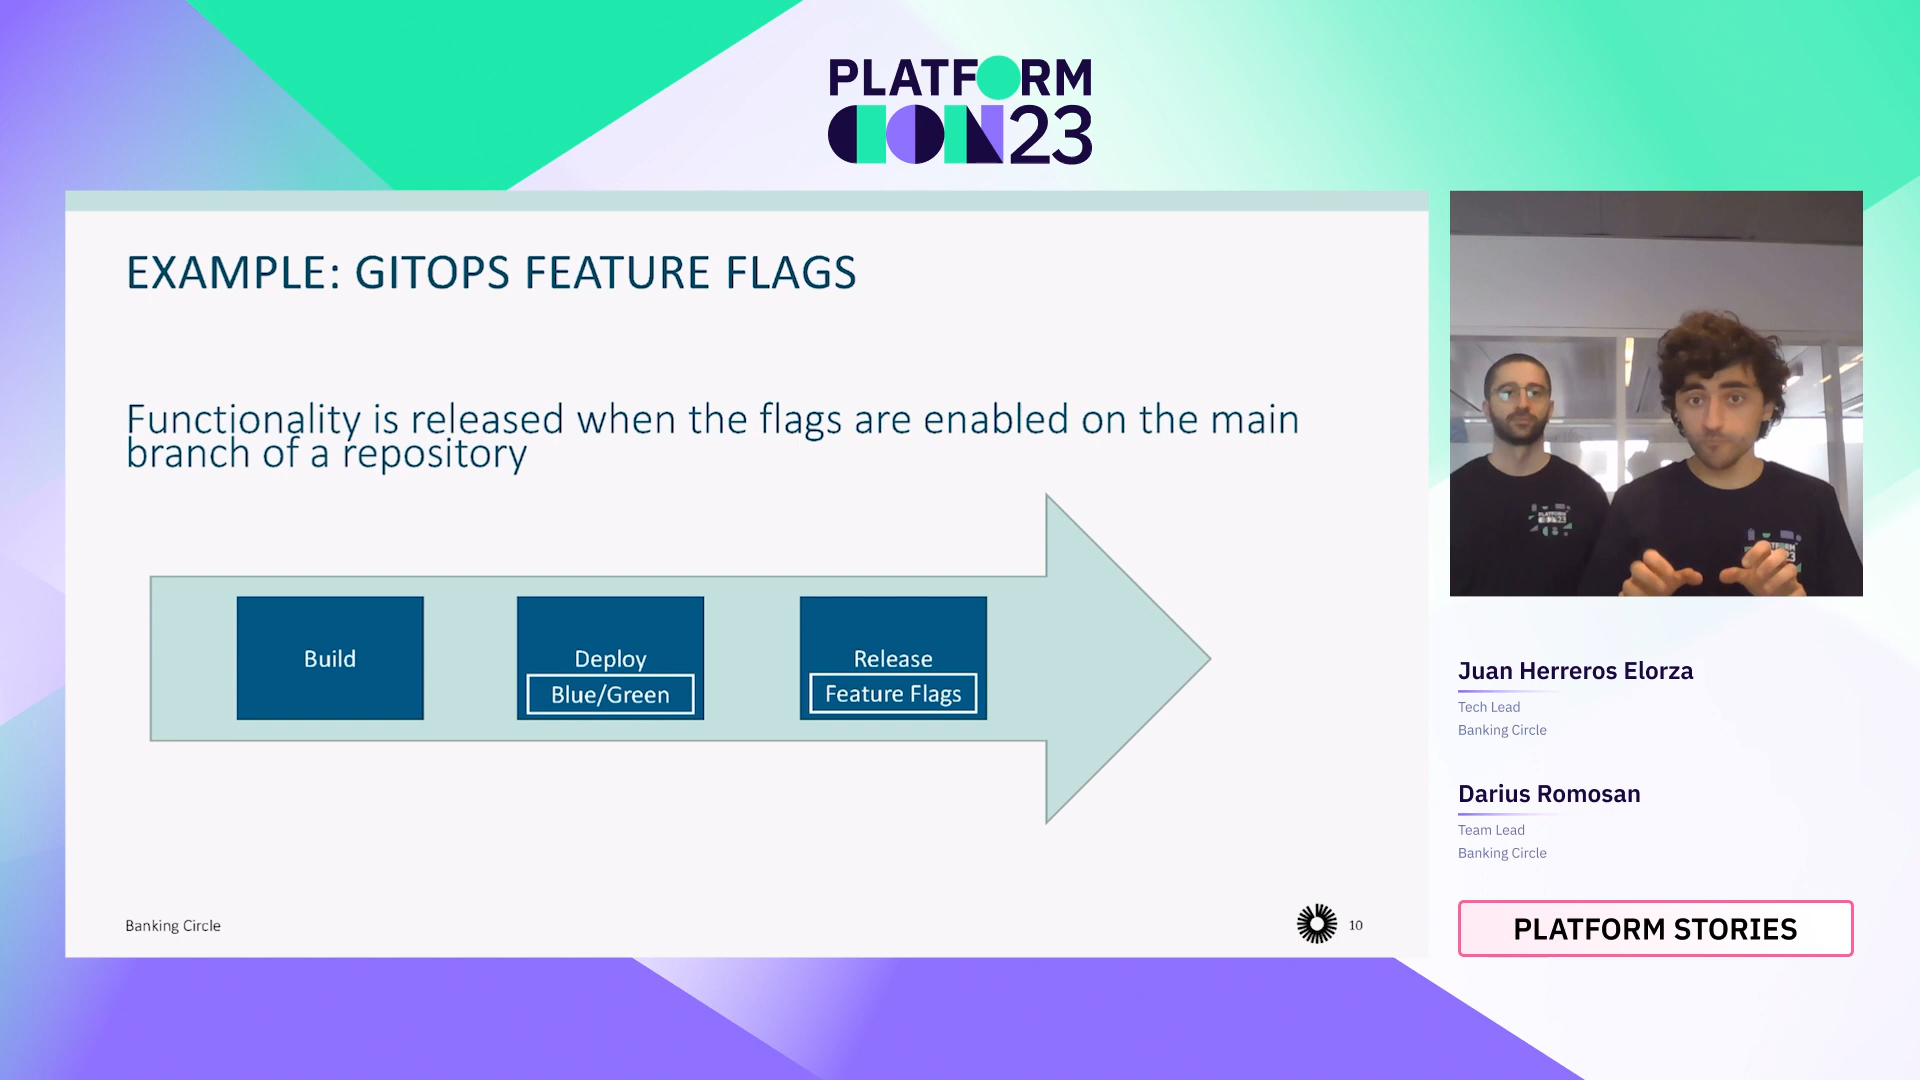 PLATFORM
CON23
EXAMPLE: GITOPS FEATURE FLAGS
Functionality is released when the flags are enabled on the main
branch of a repository
Build
Deploy
Blue/Green
Release
Feature Flags
Banking Circle
10
PLATFORM
CON23
Juan Herreros Elorza
Tech Lead
Banking Circle
Darius Romosan
Team Lead
Banking Circle
PLATFORM STORIES